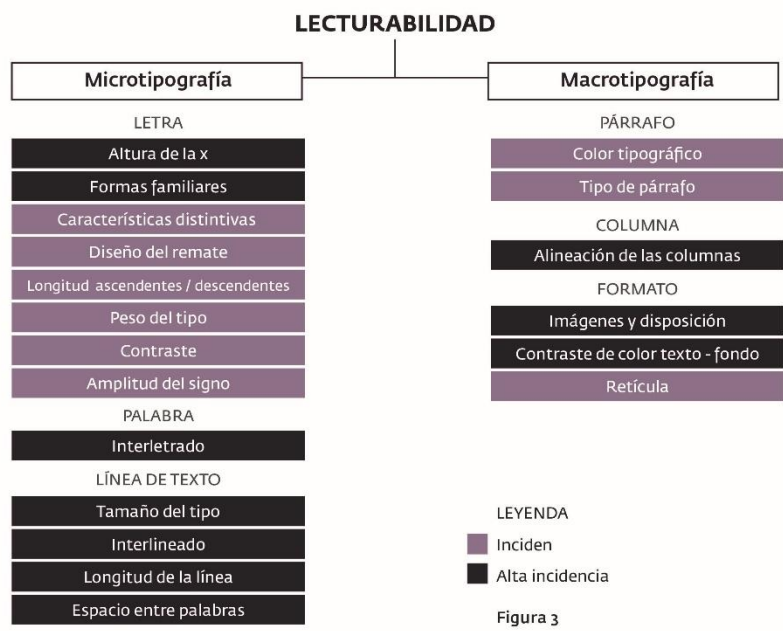 LECTURABILIDAD
Microtipografía
LETRA
Altura de la x
Formas familiares
Características distintivas
Diseño del remate
Longitud ascendentes / descendentes
Peso del tipo
Contraste
Amplitud del signo
PALABRA
Interletrado
LÍNEA DE TEXTO
Tamaño del tipo
Interlineado
Longitud de la línea
Espacio entre palabras
Macrotipografía
PÁRRAFO
Color tipográfico
Tipo de párrafo
COLUMNA
Alineación de las columnas
FORMATO
Imágenes y disposición
Contraste de color texto - fondo
Retícula
LEYENDA
Inciden
Alta incidencia
Figura 3